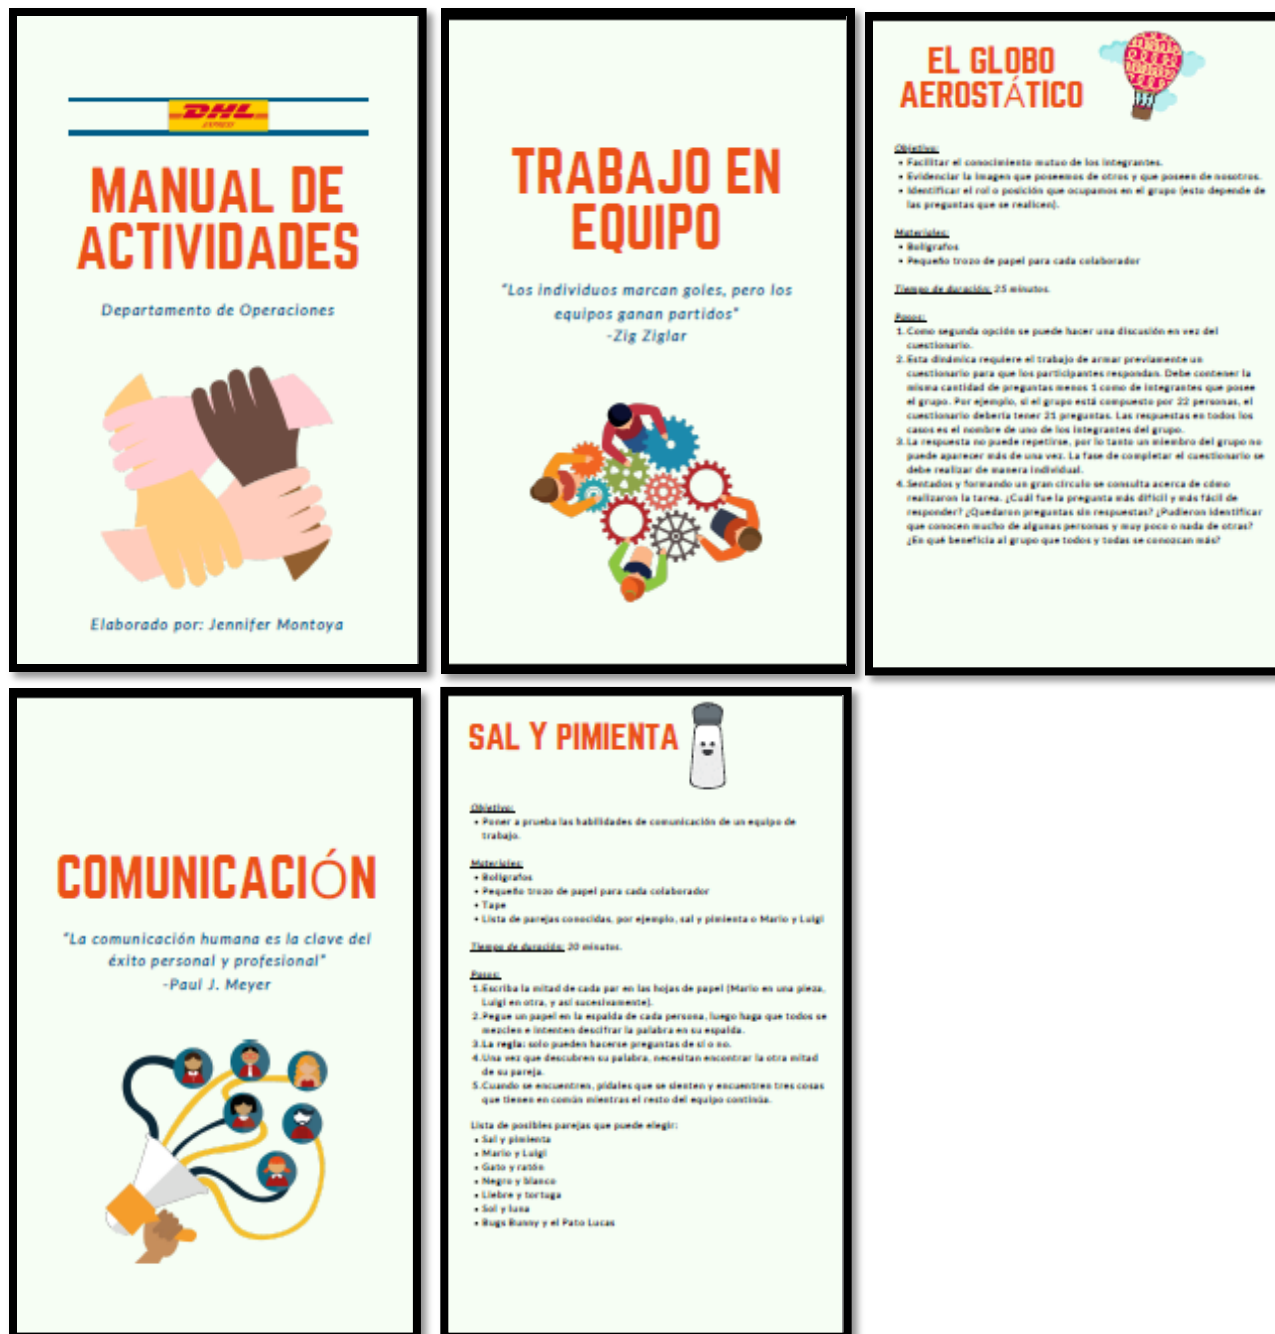 DHL
EXPRESS
MANUAL DE
ACTIVIDADES
Departamento de Operaciones
Elaborado por: Jennifer Montoya
TRABAJO EN
EQUIPO
"Los individuos marcan goles, pero los
equipos ganan partidos"
-Zig Ziglar
EL GLOBO
AEROSTÁTICO
Objetivo:
• Facilitar el conocimiento mutuo de los integrantes.
• Evidenciar la imagen que poseemos de otros y que poseen de nosotros.
• Identificar el rol o posición que ocupamos en el grupo (esto depende de
las preguntas que se realicen).
Materiales:
• Bolígrafos
• Pequeño trozo de papel para cada colaborador
Tiempo de duración: 25 minutos.
Pasos:
1. Como segunda opción se puede hacer una discusión en vez del
cuestionario.
2. Esta dinámica requiere el trabajo de armar previamente un
cuestionario para que los participantes respondan. Debe contener la
misma cantidad de preguntas menos 1 como de integrantes que posee
el grupo. Por ejemplo, si el grupo está compuesto por 22 personas, el
cuestionario debería tener 21 preguntas. Las respuestas en todos los
casos es el nombre de uno de los integrantes del grupo.
3. La respuesta no puede repetirse, por lo tanto un miembro del grupo no
puede aparecer más de una vez. La fase de completar el cuestionario se
debe realizar de manera individual.
4. Sentados y formando un gran círculo se consulta acerca de cómo
realizaron la tarea. ¿Cuál fue la pregunta más difícil y más fácil de
responder? ¿Quedaron preguntas sin respuestas? ¿Pudieron identificar
que conocen mucho de algunas personas y muy poco o nada de otras?
¿En qué beneficia al grupo que todos y todas se conozcan más?
COMUNICACIÓN
"La comunicación humana es la clave del
éxito personal y profesional"
-Paul J. Meyer
SAL Y PIMIENTA
Objetivo:
• Poner a prueba las habilidades de comunicación de un equipo de
trabajo.
Materiales:
• Bolígrafos
• Pequeño trozo de papel para cada colaborador
• Tape
• Lista de parejas conocidas, por ejemplo, sal y pimienta o Mario y Luigi
Tiempo de duración: 20 minutos.
Pasos:
1. Escriba la mitad de cada par en las hojas de papel (Mario en una pieza,
Luigi en otra, y así sucesivamente).
2. Pegue un papel en la espalda de cada persona, luego haga que todos se
mezclen e intenten descifrar la palabra en su espalda.
3. La regla: solo pueden hacerse preguntas de sí o no.
4. Una vez que descubren su palabra, necesitan encontrar la otra mitad
de su pareja.
5. Cuando se encuentren, pídales que se sienten y encuentren tres cosas
que tienen en común mientras el resto del equipo continúa.
Lista de posibles parejas que puede elegir:
• Sal y pimienta
• Mario y Luigi
• Gato y ratón
• Negro y blanco
• Liebre y tortuga
• Sol y luna
• Bugs Bunny y el Pato Lucas